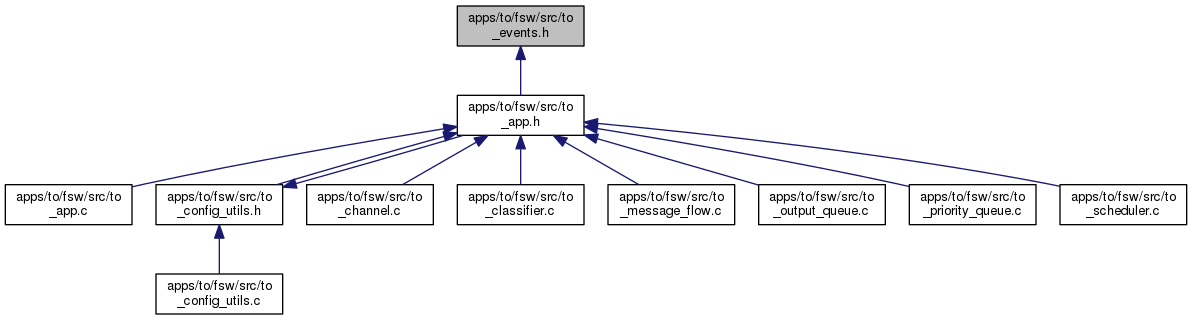 apps/to/fsw/src/to
_events.h
apps/to/fsw/src/to
_app.h
apps/to/fsw/src/to
_app.c
apps/to/fsw/src/to
_config_utils.h
apps/to/fsw/src/to
_channel.c
apps/to/fsw/src/to
_classifier.c
apps/to/fsw/src/to
_message_flow.c
apps/to/fsw/src/to
_output_queue.c
apps/to/fsw/src/to
_priority_queue.c
apps/to/fsw/src/to
_scheduler.c
apps/to/fsw/src/to
_config_utils.c